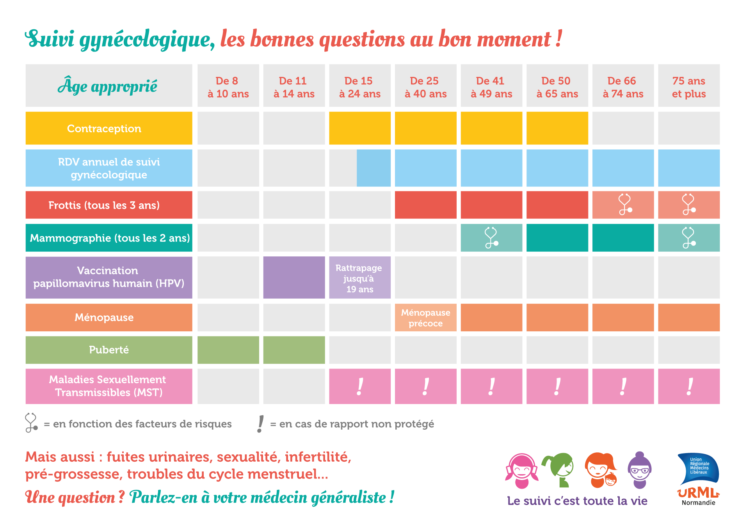 Suivi gynécologique, les bonnes questions au bon moment !
Âge approprié
De 8
à 10 ans
De 11
à 14 ans
De 15
à 24 ans
De 25
à 40 ans
De 41
à 49 ans
De 50
à 65 ans
De 66
à 74 ans
75 ans
et plus
Contraception
RDV annuel de suivi
gynécologique
Frottis (tous les 3 ans)
Mammographie (tous les 2 ans)
Vaccination
papillomavirus humain (HPV)
Rattrapage
jusqu'à
19 ans
Ménopause
Ménopause
précoce
Puberté
Maladies Sexuellement
Transmissibles (MST)
! ! ! ! ! !
= en fonction des facteurs de risques
! = en cas de rapport non protégé
Mais aussi : fuites urinaires, sexualité, infertilité,
pré-grossesse, troubles du cycle menstruel...
Une question ? Parlez-en à votre médecin généraliste !
Le suivi c'est toute la vie
Union
Régionale
Médecins
Libéraux
URML
Normandie